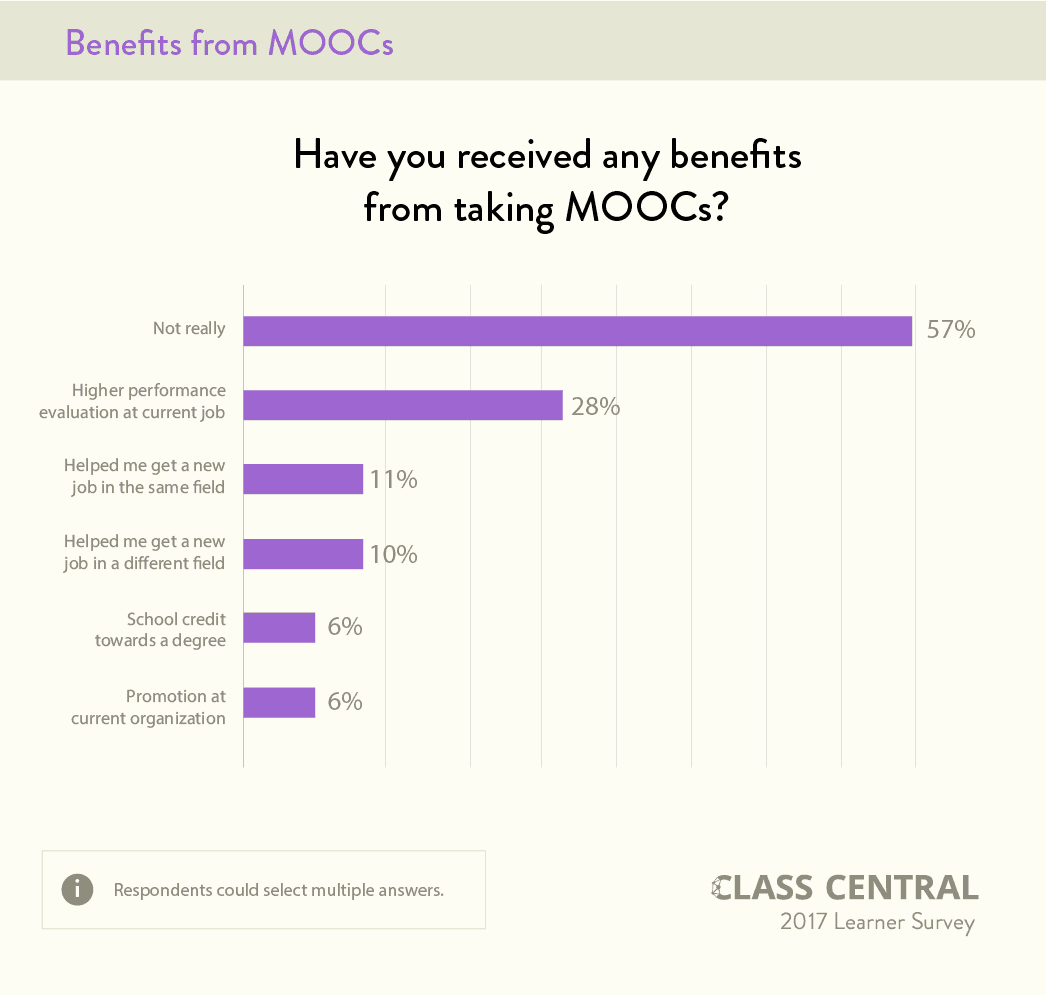 Benefits from MOOCs
Have you received any benefits
from taking MOOCs?
Not really
57%
Higher performance
evaluation at current job
28%
Helped me get a new
job in the same field
11%
Helped me get a new
job in a different field
10%
School credit
towards a degree
6%
Promotion at
current organization
6%
i
Respondents could select multiple answers.
CLASS CENTRAL
2017 Learner Survey